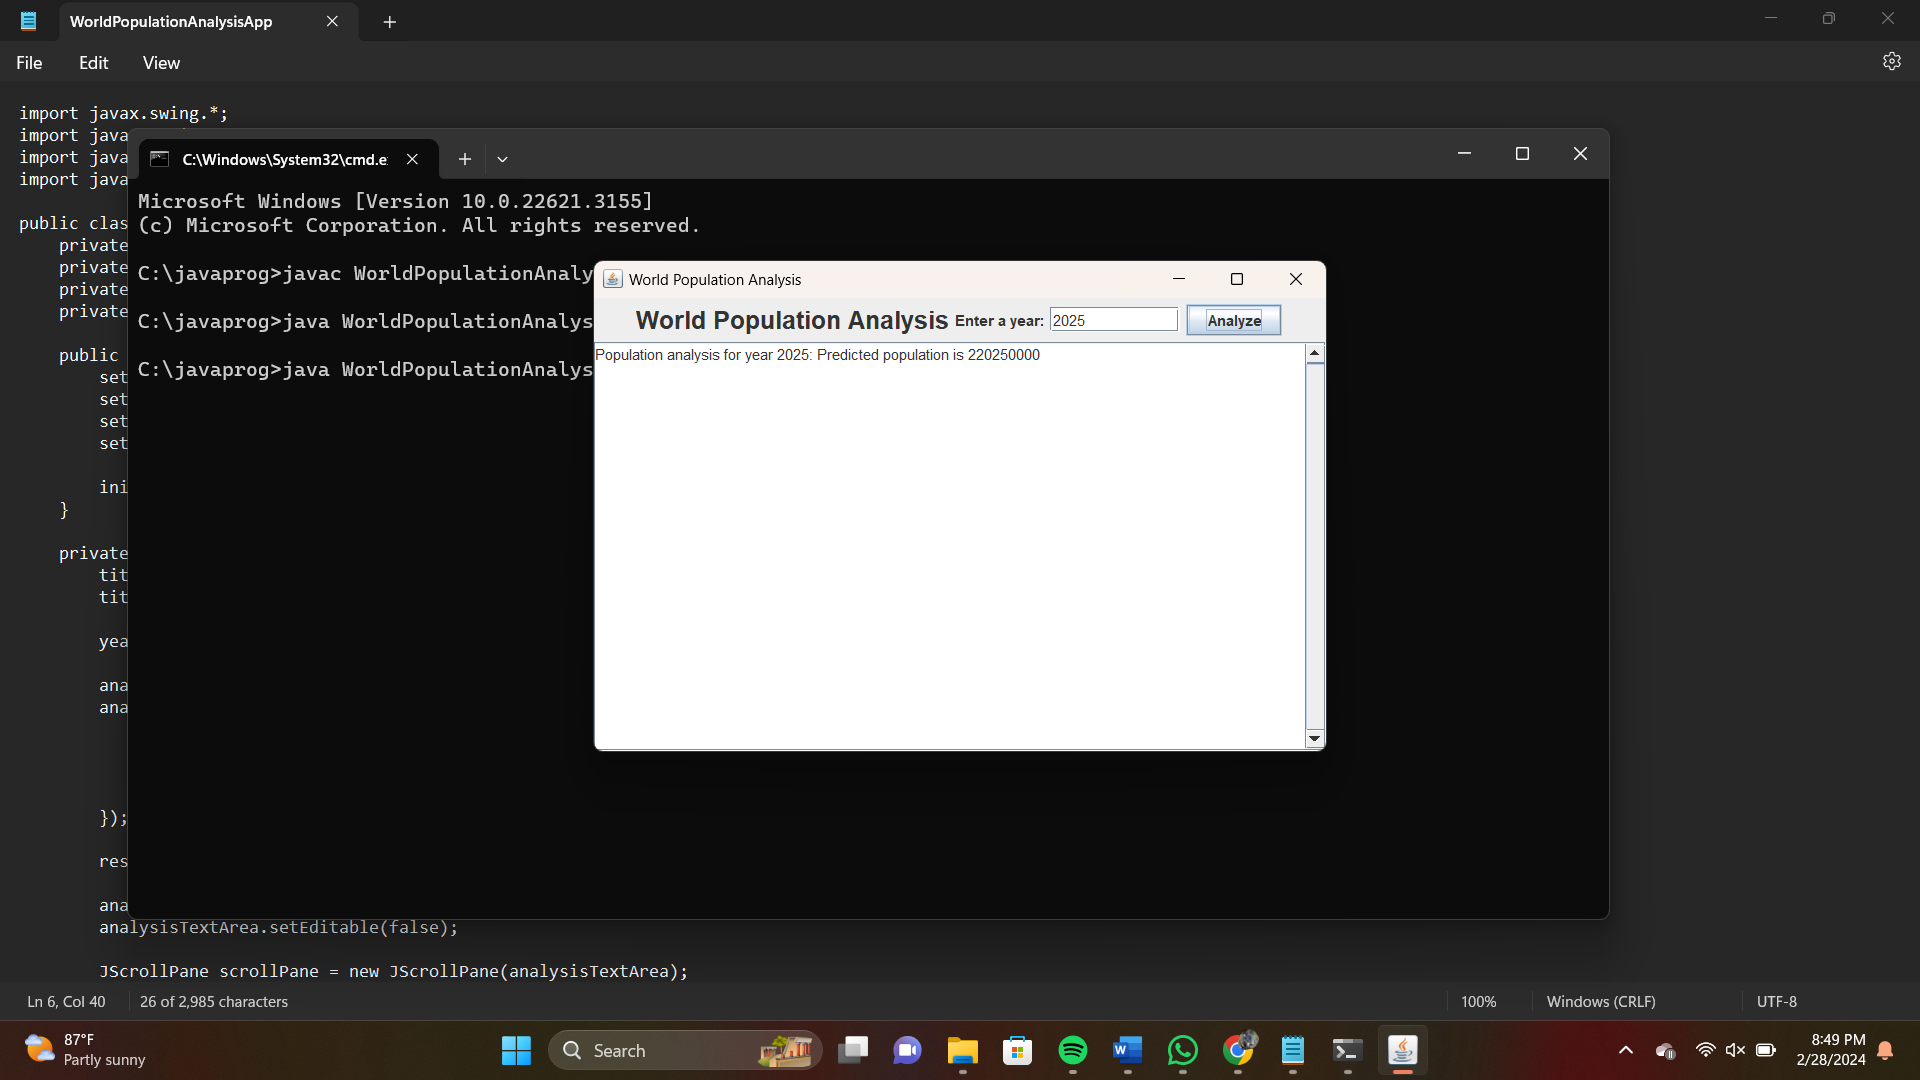 WorldPopulationAnalysisApp
File Edit View
import javax.swing.*;
import java
import java
import java
public clas
private
private
private
private
public
set
set
set
set
ini
}
private
tit
tit
yea
ana
ana
});
res
ana
analysisTextArea.setEditable(false);
JScrollPane scrollPane = new JScrollPane(analysisTextArea);
C:\Windows\System32\cmd.e
Microsoft Windows [Version 10.0.22621.3155]
(c) Microsoft Corporation. All rights reserved.
C:\javaprog>javac WorldPopulationAnaly
C:\javaprog>java WorldPopulationAnalys
C:\javaprog>java WorldPopulationAnalys
World Population Analysis
World Population Analysis Enter a year: 2025 Analyze
Population analysis for year 2025: Predicted population is 220250000
Ln 6, Col 40 26 of 2,985 characters 100% Windows (CRLF) UTF-8
87°F
Partly sunny
Search
8:49 PM
2/28/2024